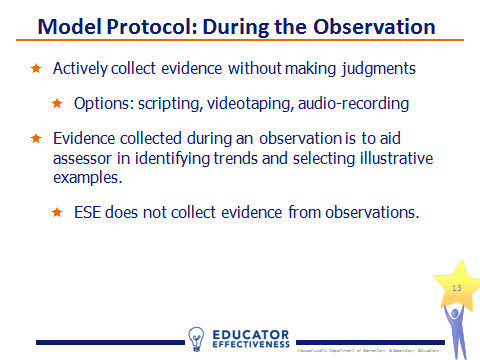 Model Protocol: During the Observation
Actively collect evidence without making judgments
Options: scripting, videotaping, audio-recording
Evidence collected during an observation is to aid
assessor in identifying trends and selecting illustrative
examples.
ESE does not collect evidence from observations.
13
EDUCATOR
EFFECTIVENESS
Massachusetts Department of Elementary & Secondary Education